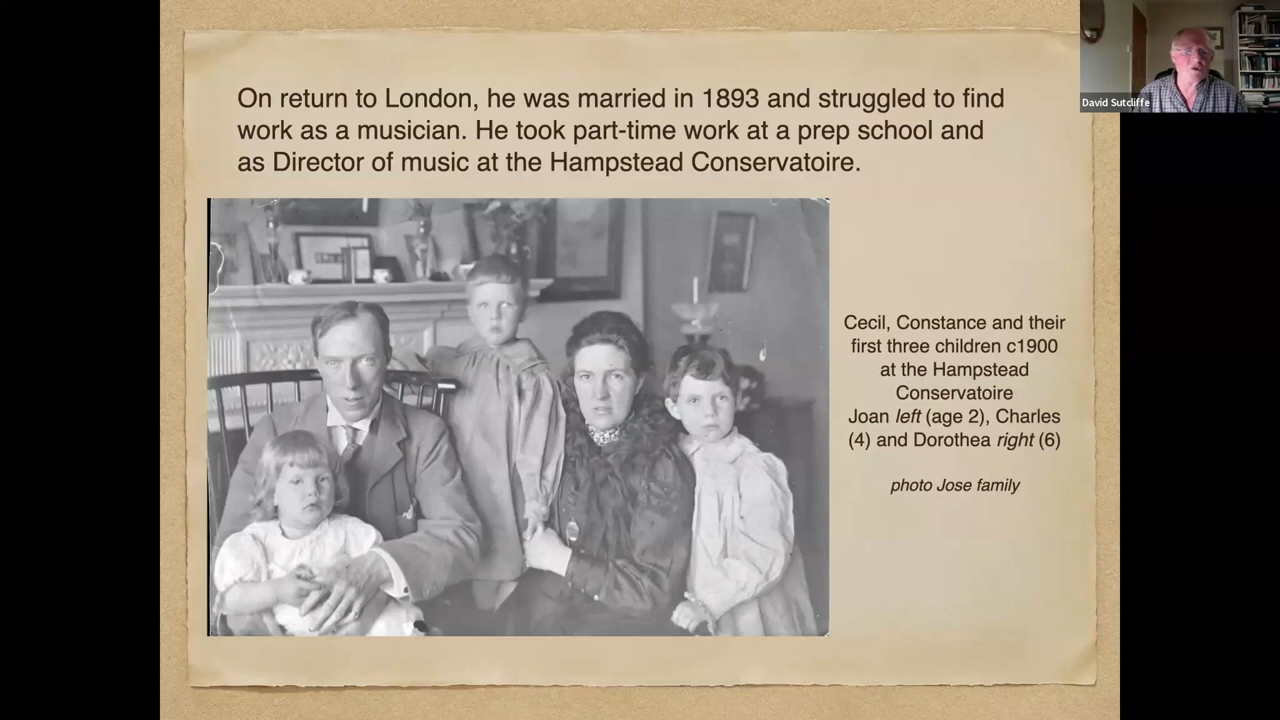 On return to London, he was married in 1893 and struggled to find
work as a musician. He took part-time work at a prep school and
as Director of music at the Hampstead Conservatoire.
Cecil, Constance and their
first three children c1900
at the Hampstead
Conservatoire
Joan left (age 2), Charles
(4) and Dorothea right (6)
photo Jose family
David Sutcliffe